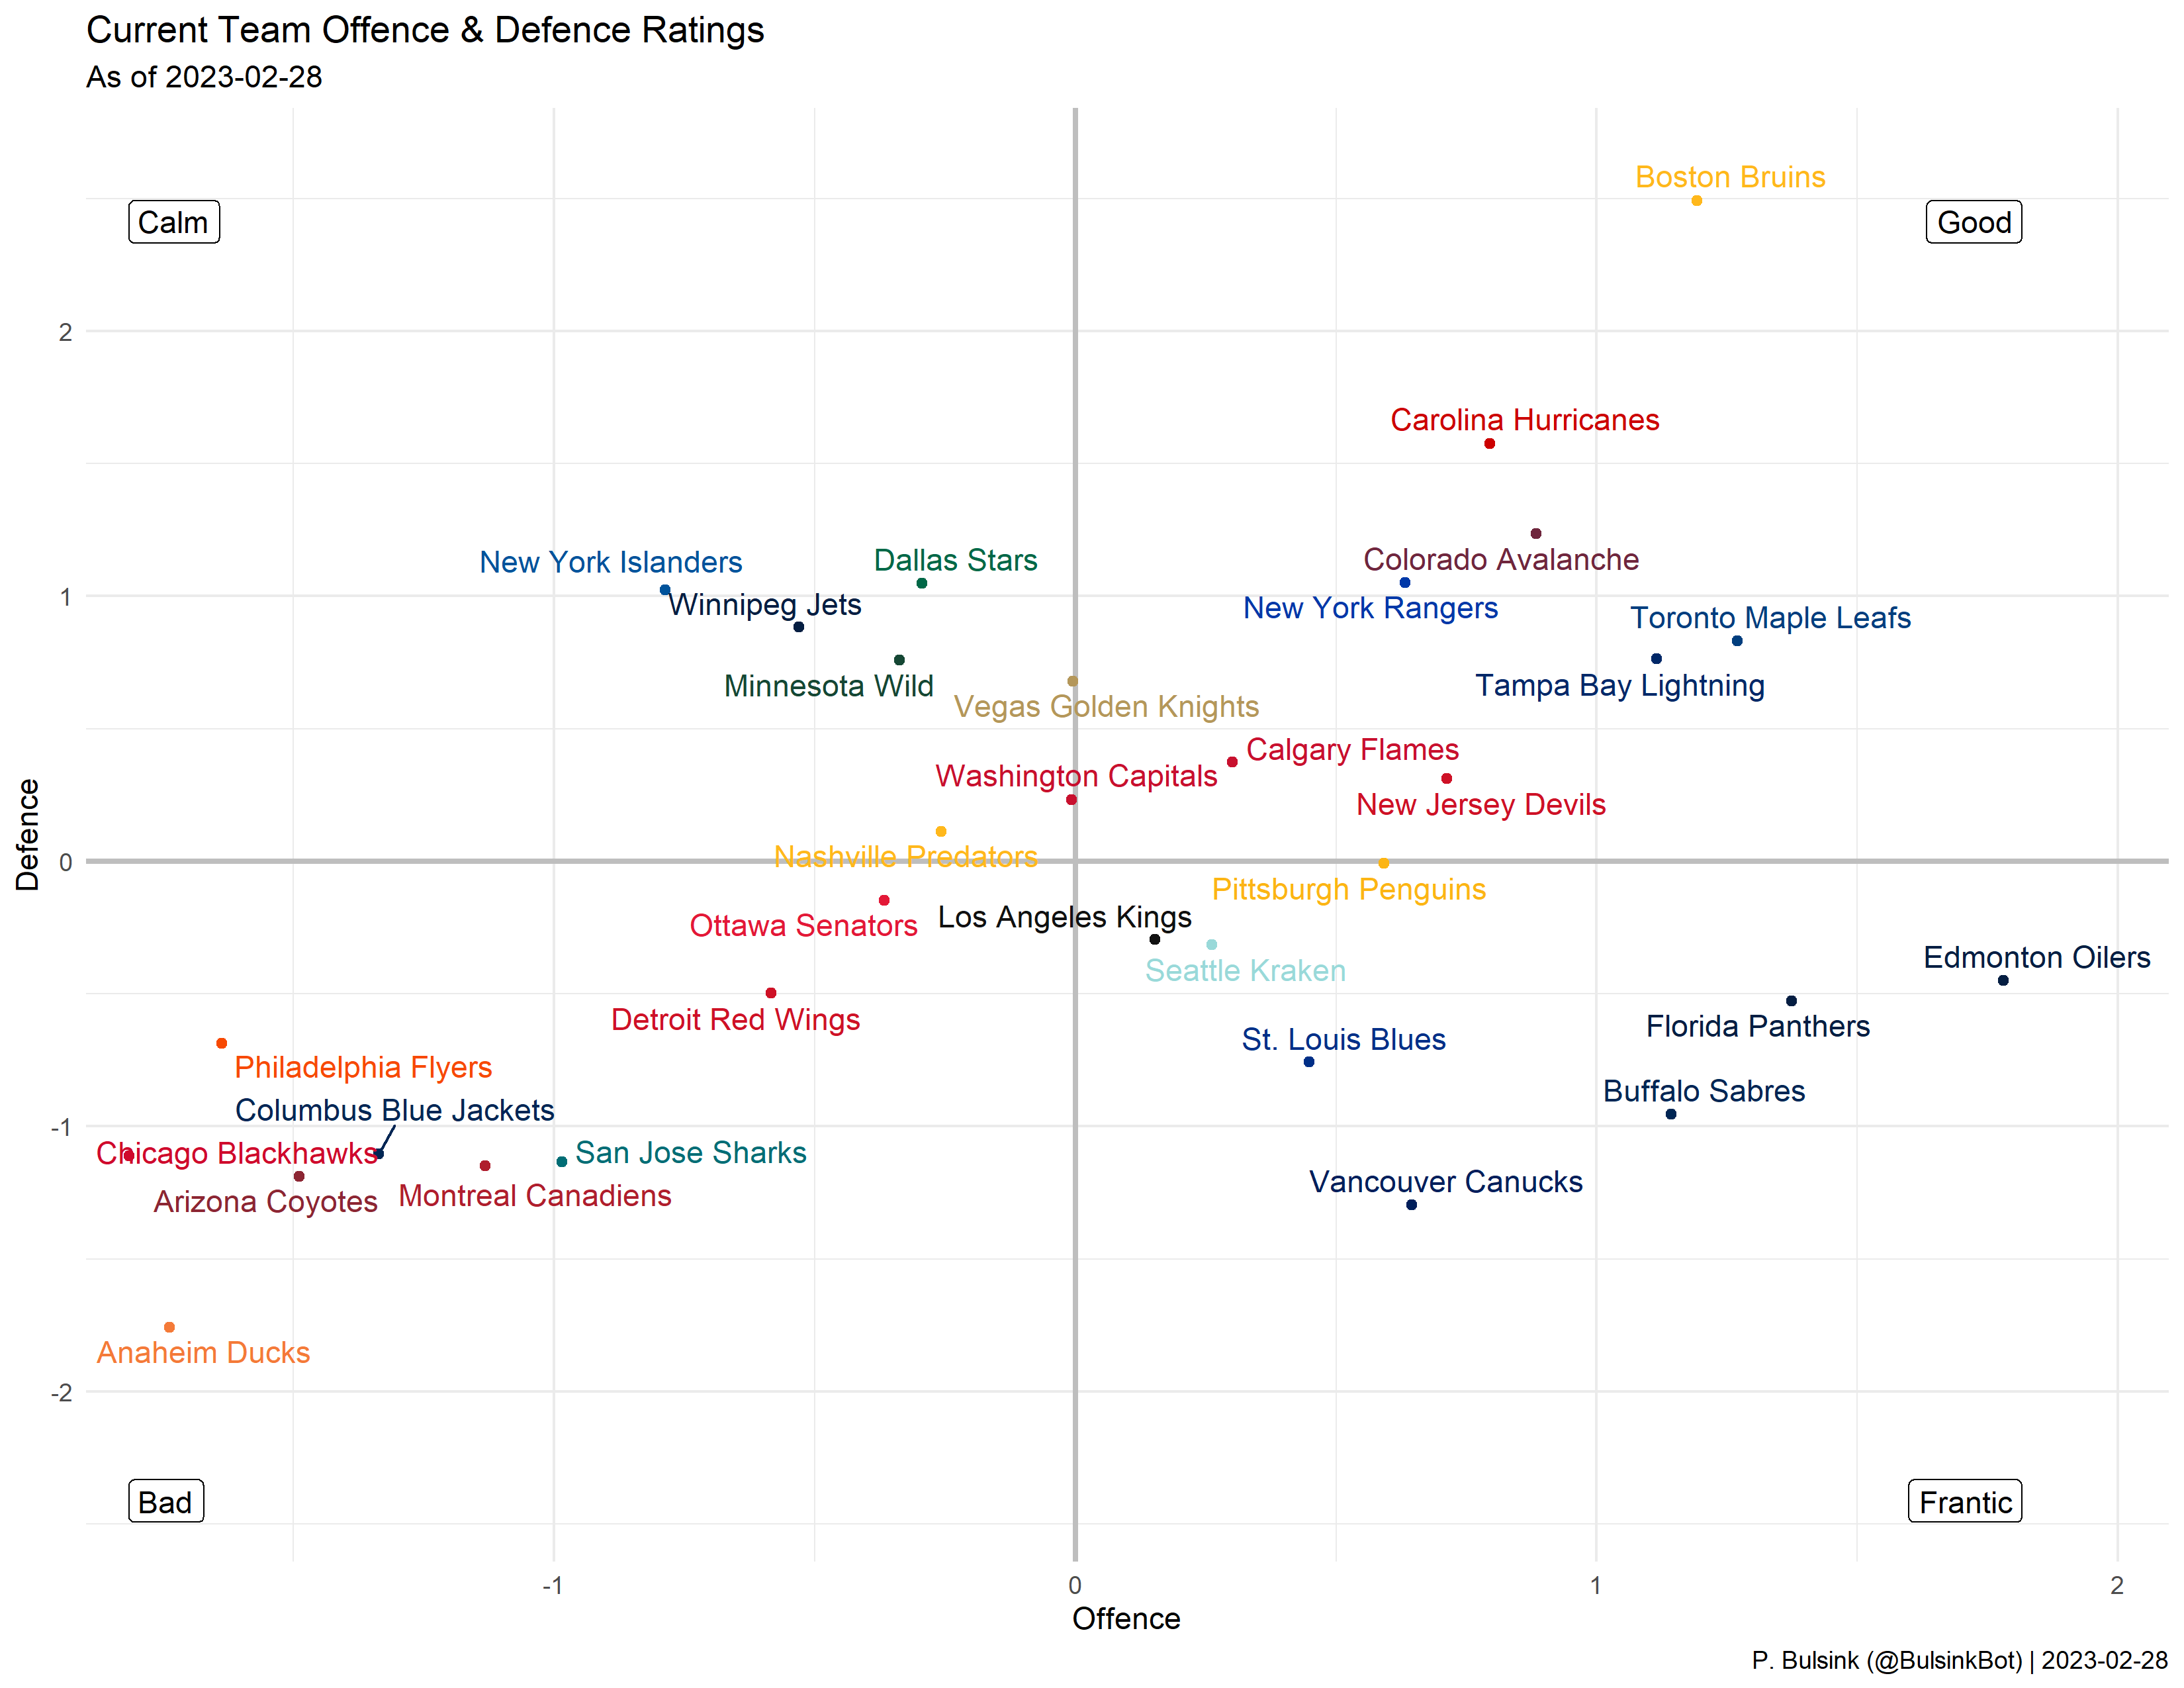 Current Team Offence & Defence Ratings
As of 2023-02-28
Boston Bruins
Calm
Good
2
Carolina Hurricanes
New York Islanders
Dallas Stars
Colorado Avalanche
1
Winnipeg Jets
New York Rangers
Toronto Maple Leafs
Minnesota Wild
Tampa Bay Lightning
Vegas Golden Knights
Calgary Flames
Washington Capitals
New Jersey Devils
Defence
0
Nashville Predators
Pittsburgh Penguins
Ottawa Senators
Los Angeles Kings
Seattle Kraken
Edmonton Oilers
Detroit Red Wings
Florida Panthers
St. Louis Blues
Philadelphia Flyers
Buffalo Sabres
Columbus Blue Jackets
-1
Chicago Blackhawks
San Jose Sharks
Arizona Coyotes
Montreal Canadiens
Vancouver Canucks
Anaheim Ducks
-2
Bad
Frantic
-1
0
1
2
Offence
P. Bulsink (@BulsinkBot) | 2023-02-28